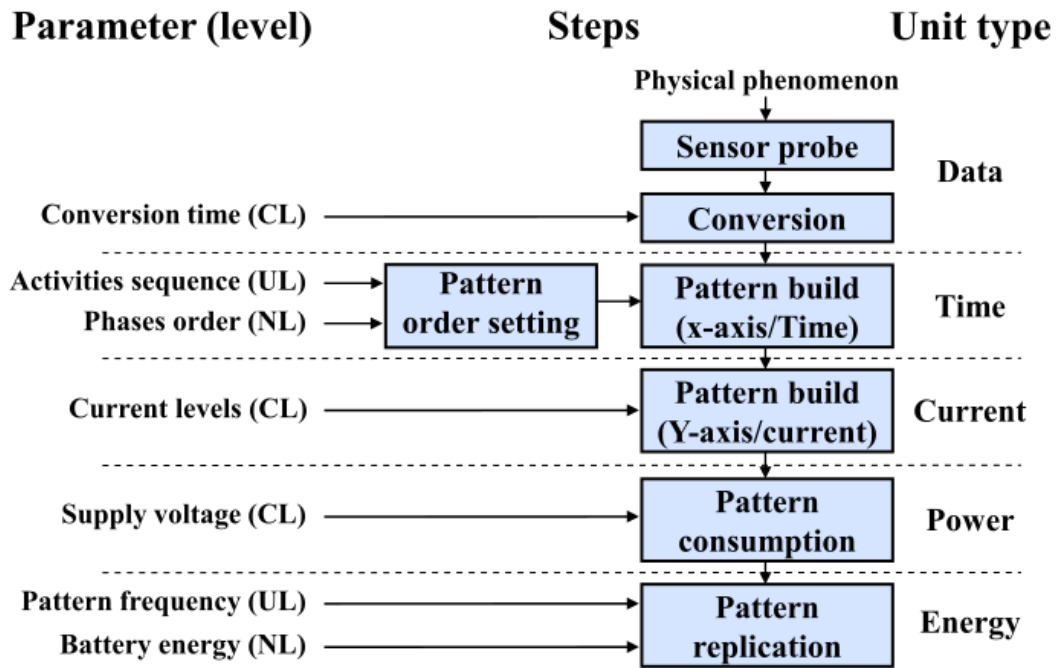 Parameter (level) Steps Unit type
Physical phenomenon
Sensor probe
Data
Conversion time (CL)
Conversion
Activities sequence (UL)
Phases order (NL)
Pattern
order setting
Pattern build
(x-axis/Time)
Time
Current levels (CL)
Pattern build
(Y-axis/current)
Current
Supply voltage (CL)
Pattern
consumption
Power
Pattern frequency (UL)
Battery energy (NL)
Pattern
replication
Energy